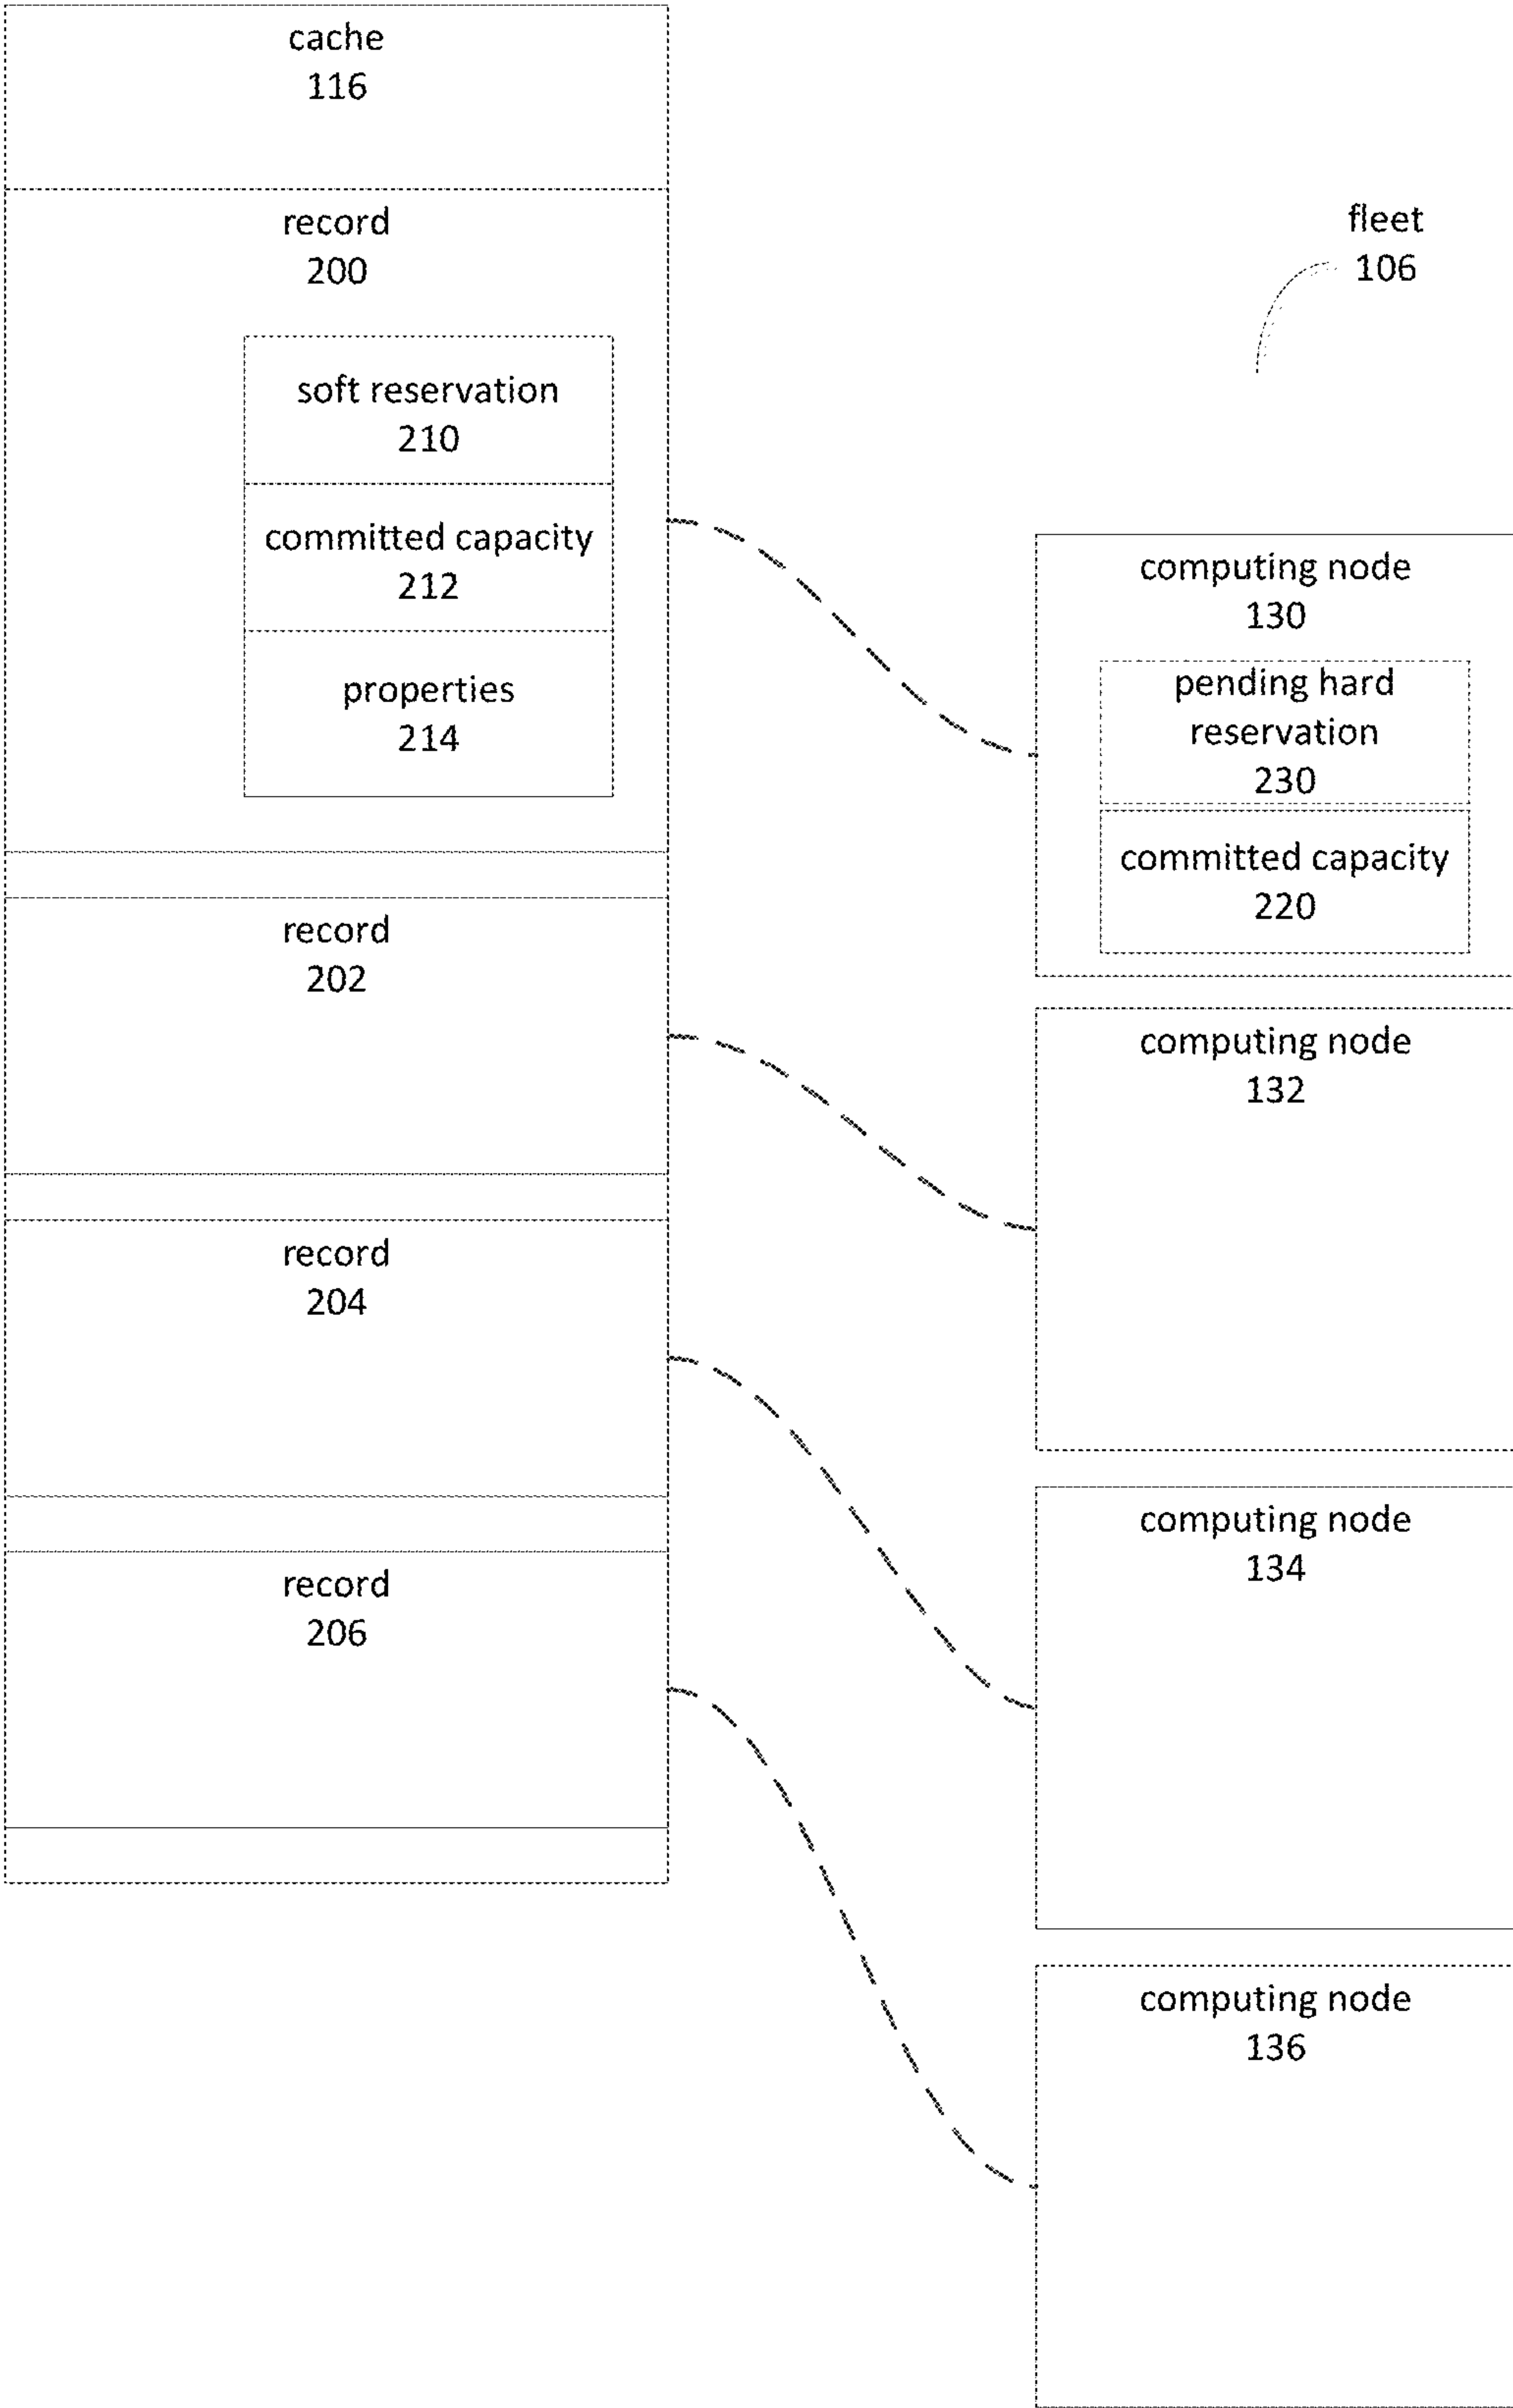 cache
116
record
200
soft reservation
210
committed capacity
212
properties
214
record
202
record
204
record
206
fleet
106
computing node
130
pending hard
reservation
230
committed capacity
220
computing node
132
computing node
134
computing node
136